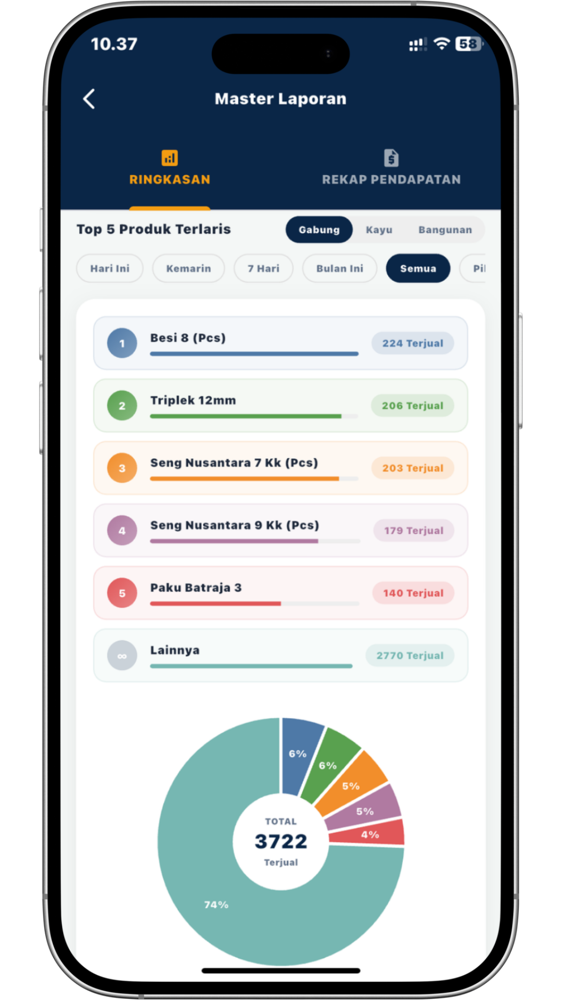 10.37
58
Master Laporan
RINGKASAN
REKAP PENDAPATAN
Top 5 Produk Terlaris
Gabung
Kayu
Bangunan
Hari Ini
Kemarin
7 Hari
Bulan Ini
Semua
1
Besi 8 (Pcs)
224 Terjual
2
Triplek 12mm
206 Terjual
3
Seng Nusantara 7 Kk (Pcs)
203 Terjual
4
Seng Nusantara 9 Kk (Pcs)
179 Terjual
5
Paku Batraja 3
140 Terjual
∞
Lainnya
2770 Terjual
6%
6%
5%
5%
4%
74%
TOTAL
3722
Terjual